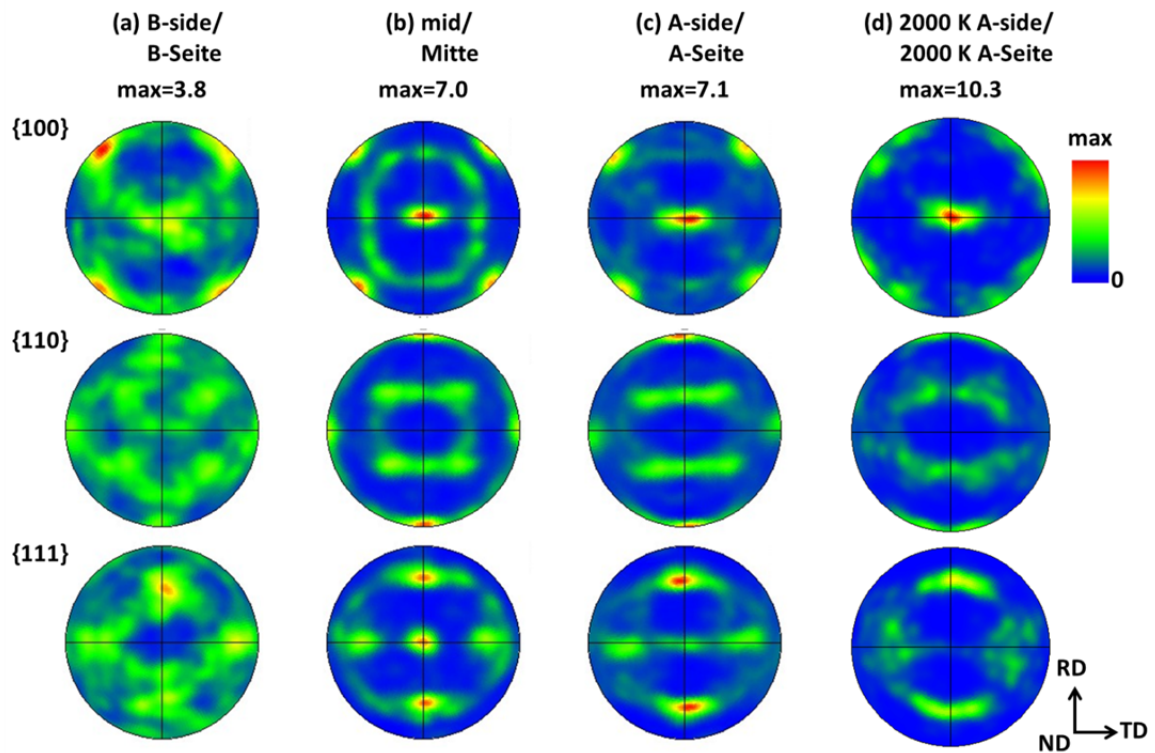 (a) B-side/
B-Seite
max=3.8
(b) mid/
Mitte
max=7.0
(c) A-side/
A-Seite
max=7.1
(d) 2000 K A-side/
2000 K A-Seite
max=10.3
{100}
max
0
{110}
{111}
RD
ND
TD